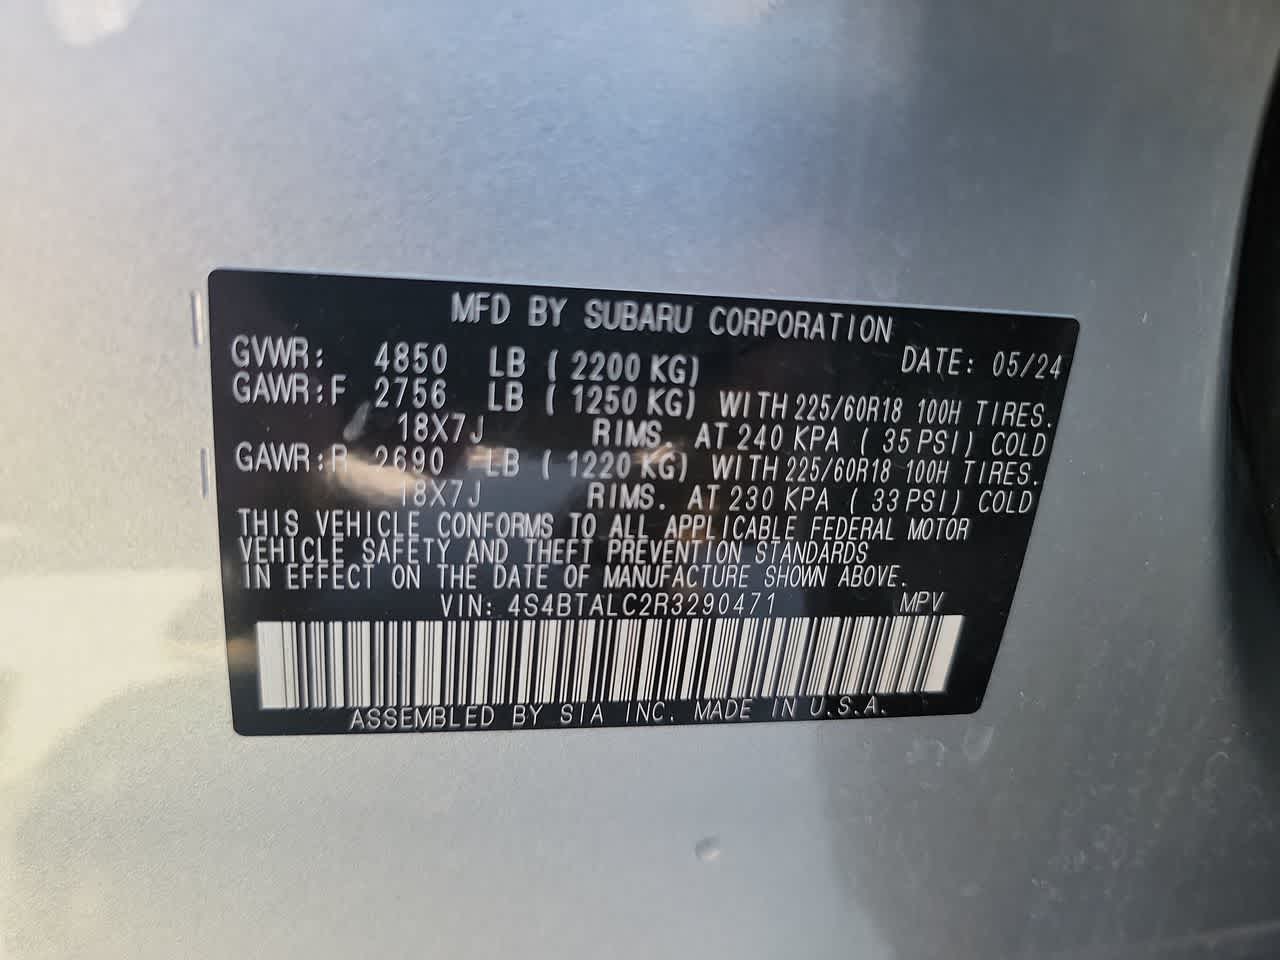 MFD BY SUBARU CORPORATION
GVWR: 4850 LB ( 2200 KG) DATE: 05/24
GAWR:F 2756 LB ( 1250 KG) WITH 225/60R18 100H TIRES.
18X7J RIMS. AT 240 KPA ( 35 PSI) COLD
GAWR:R 2690 LB ( 1220 KG) WITH 225/60R18 100H TIRES.
18X7J RIMS. AT 230 KPA ( 33 PSI) COLD
THIS VEHICLE CONFORMS TO ALL APPLICABLE FEDERAL MOTOR
VEHICLE SAFETY AND THEFT PREVENTION STANDARDS
IN EFFECT ON THE DATE OF MANUFACTURE SHOWN ABOVE.
VIN: 4S4BTALC2R3290471 MPV
ASSEMBLED BY SIA INC. MADE IN U.S.A.